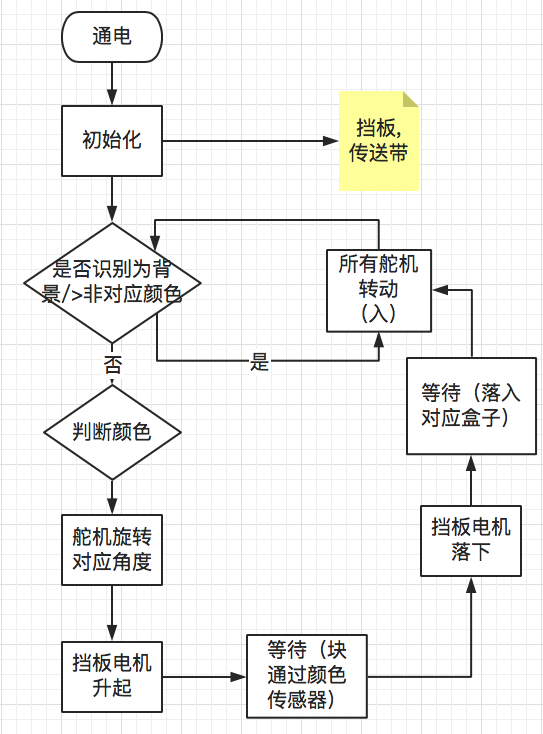 通电
初始化
挡板,
传送带
是否识别为背
景/>非对应颜色
所有舵机
转动
（入）
是
否
等待（落入
对应盒子）
判断颜色
挡板电机
落下
舵机旋转
对应角度
挡板电机
升起
等待（块
通过颜色
传感器）